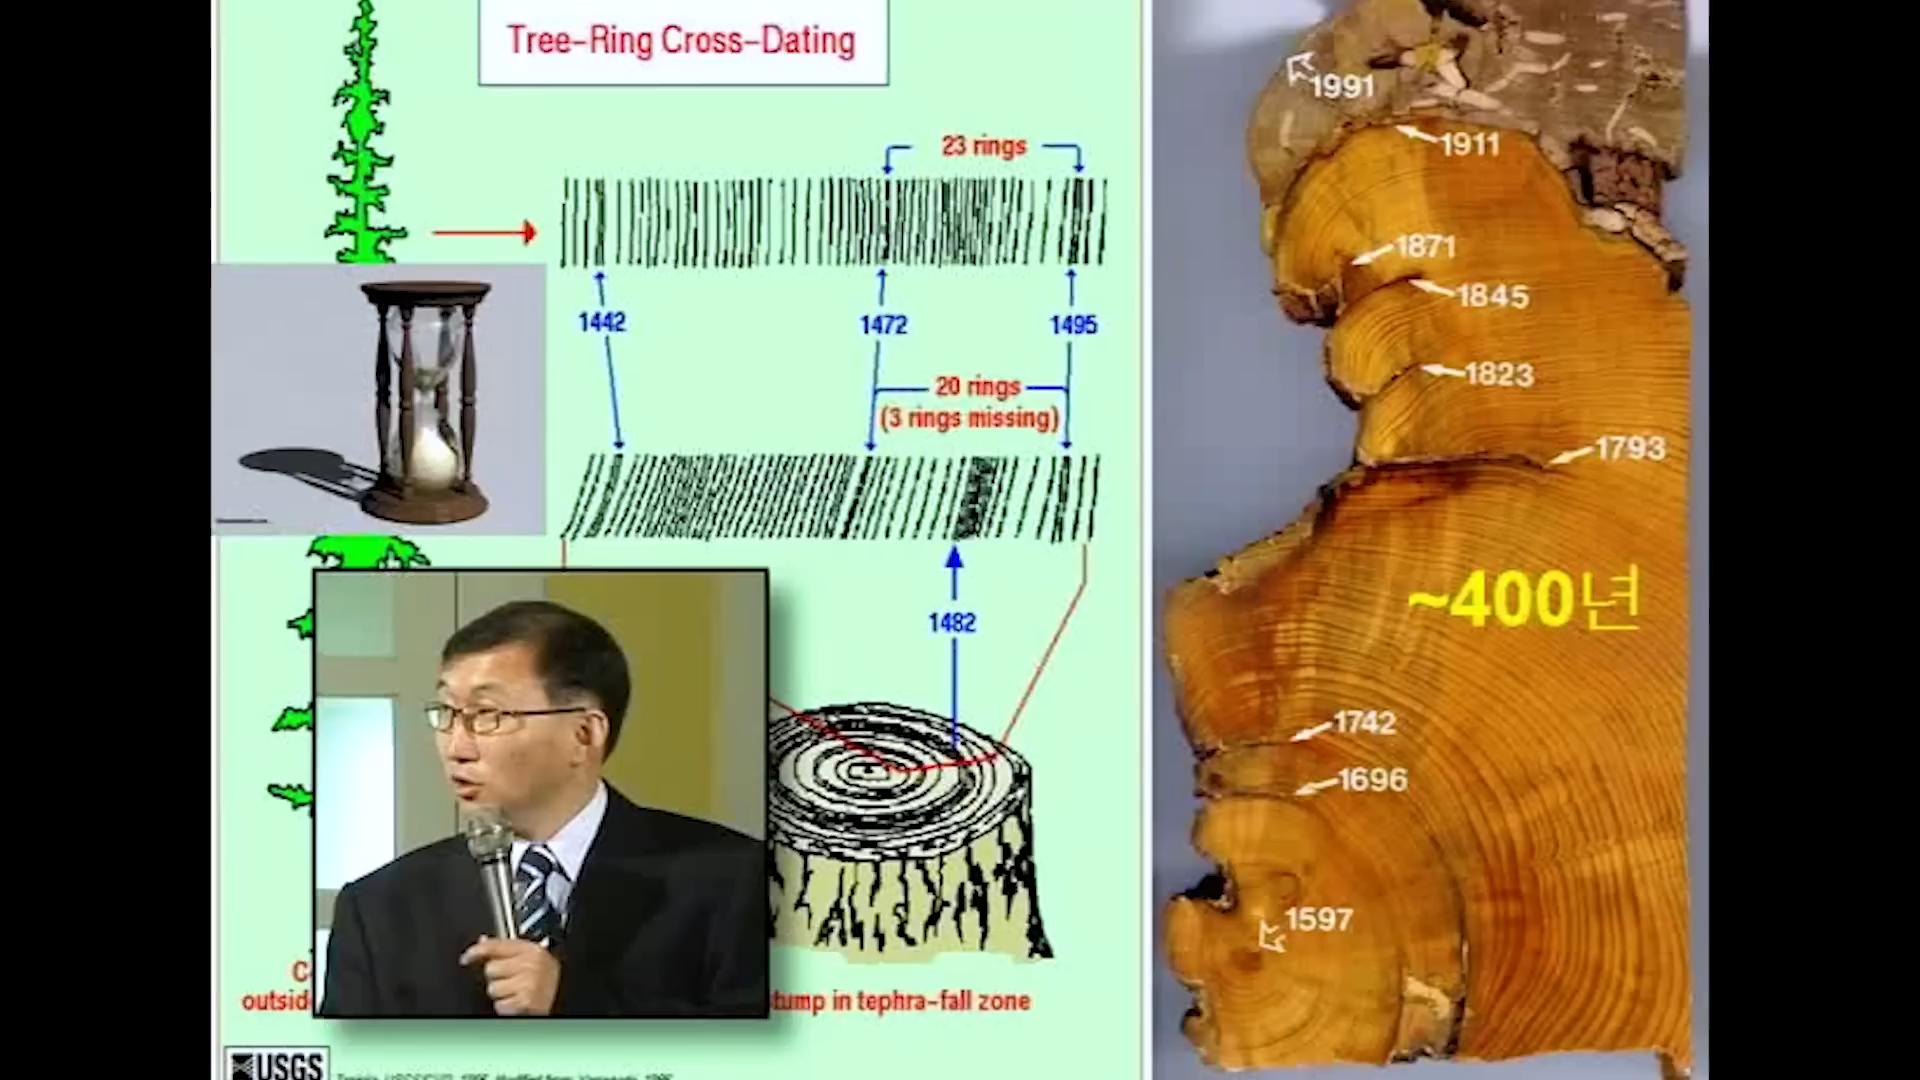 Tree-Ring Cross-Dating
23 rings
1442
1472
1495
20 rings
(3 rings missing)
1482
outsid
tump in tephra-fall zone
USGS
1991
1911
1871
1845
1823
1793
~400년
1742
1696
1597